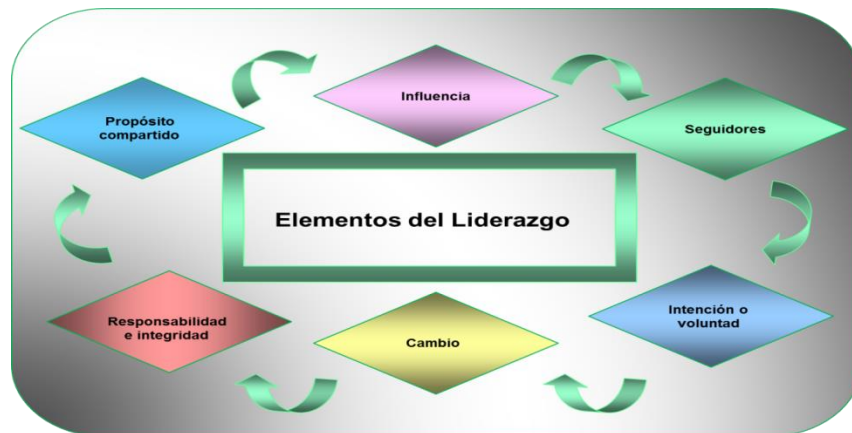 Influencia
Propósito
compartido
Seguidores
Elementos del Liderazgo
Responsabilidad
e integridad
Cambio
Intención o
voluntad